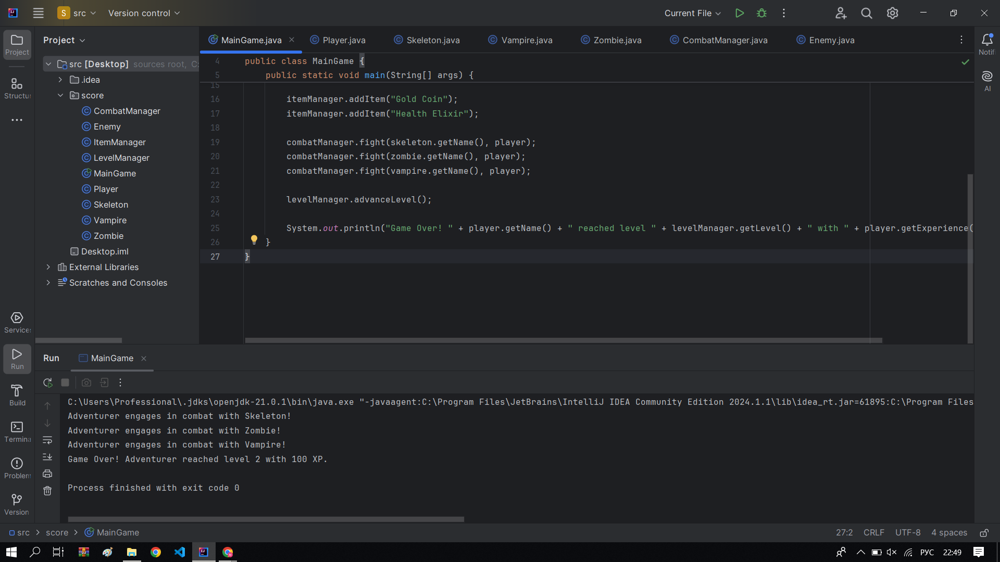 S src Version control Current File
Project MainGame.java Player.java Skeleton.java Vampire.java Zombie.java CombatManager.java Enemy.java
Project
Structu
Services
Run
Build
Termina
Problem
Version
Notifi
AI
src [Desktop] sources root, C:
.idea
score
CombatManager
Enemy
ItemManager
LevelManager
MainGame
Player
Skeleton
Vampire
Zombie
Desktop.iml
External Libraries
Scratches and Consoles
4 public class MainGame {
5 public static void main(String[] args) {
15
16 itemManager.addItem("Gold Coin");
17 itemManager.addItem("Health Elixir");
18
19 combatManager.fight(skeleton.getName(), player);
20 combatManager.fight(zombie.getName(), player);
21 combatManager.fight(vampire.getName(), player);
22
23 levelManager.advanceLevel();
24
25 System.out.println("Game Over! " + player.getName() + " reached level " + levelManager.getLevel() + " with " + player.getExperience(
26 }
27 }
Run MainGame
C:\Users\Professional\.jdks\openjdk-21.0.1\bin\java.exe "-javaagent:C:\Program Files\JetBrains\IntelliJ IDEA Community Edition 2024.1.1\lib\idea_rt.jar=61895:C:\Program Files
Adventurer engages in combat with Skeleton!
Adventurer engages in combat with Zombie!
Adventurer engages in combat with Vampire!
Game Over! Adventurer reached level 2 with 100 XP.
Process finished with exit code 0
src > score > MainGame 27:2 CRLF UTF-8 4 spaces
РУС 22:49